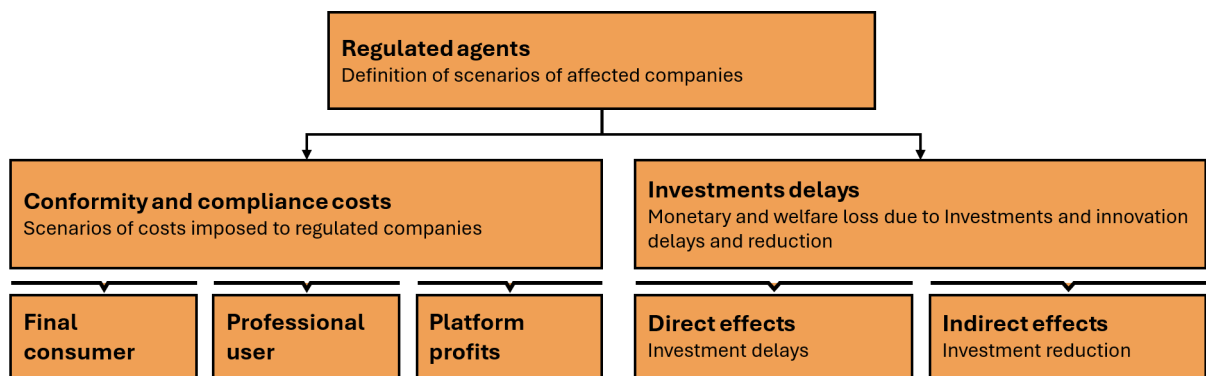 Regulated agents
Definition of scenarios of affected companies
Conformity and compliance costs
Scenarios of costs imposed to regulated companies
Investments delays
Monetary and welfare loss due to Investments and innovation
delays and reduction
Final
consumer
Professional
user
Platform
profits
Direct effects
Investment delays
Indirect effects
Investment reduction